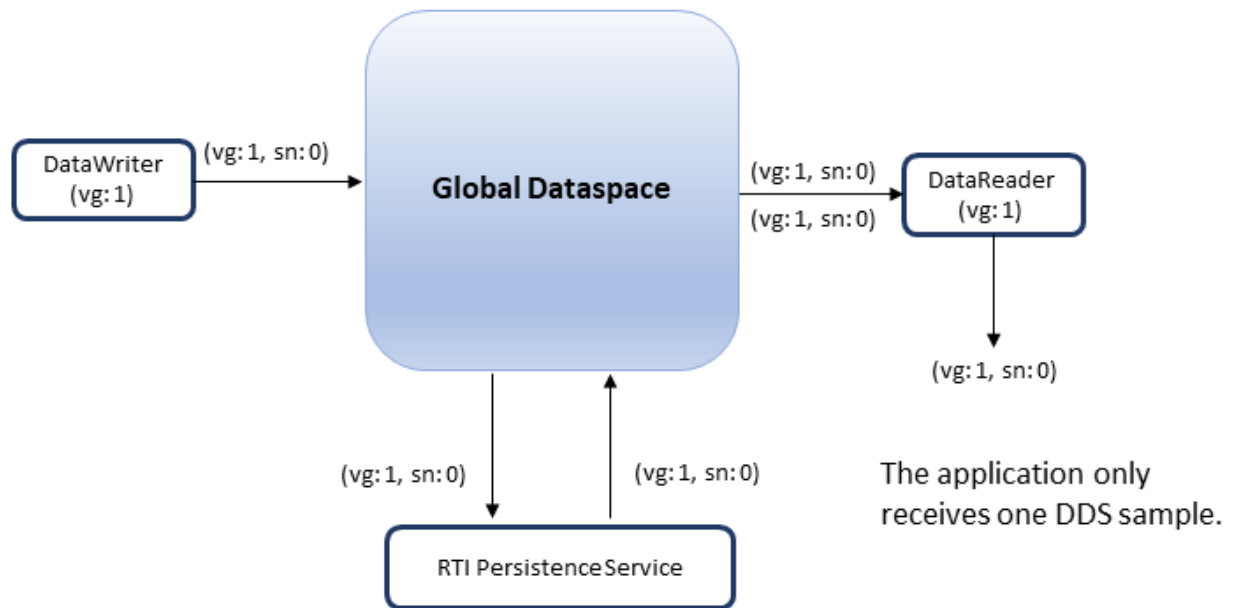 DataWriter
(vg: 1)
(vg: 1, sn: 0)
Global Dataspace
(vg: 1, sn: 0)
(vg: 1, sn: 0)
DataReader
(vg: 1)
(vg: 1, sn: 0)
(vg: 1, sn: 0)
(vg: 1, sn: 0)
RTI PersistenceService
The application only
receives one DDS sample.